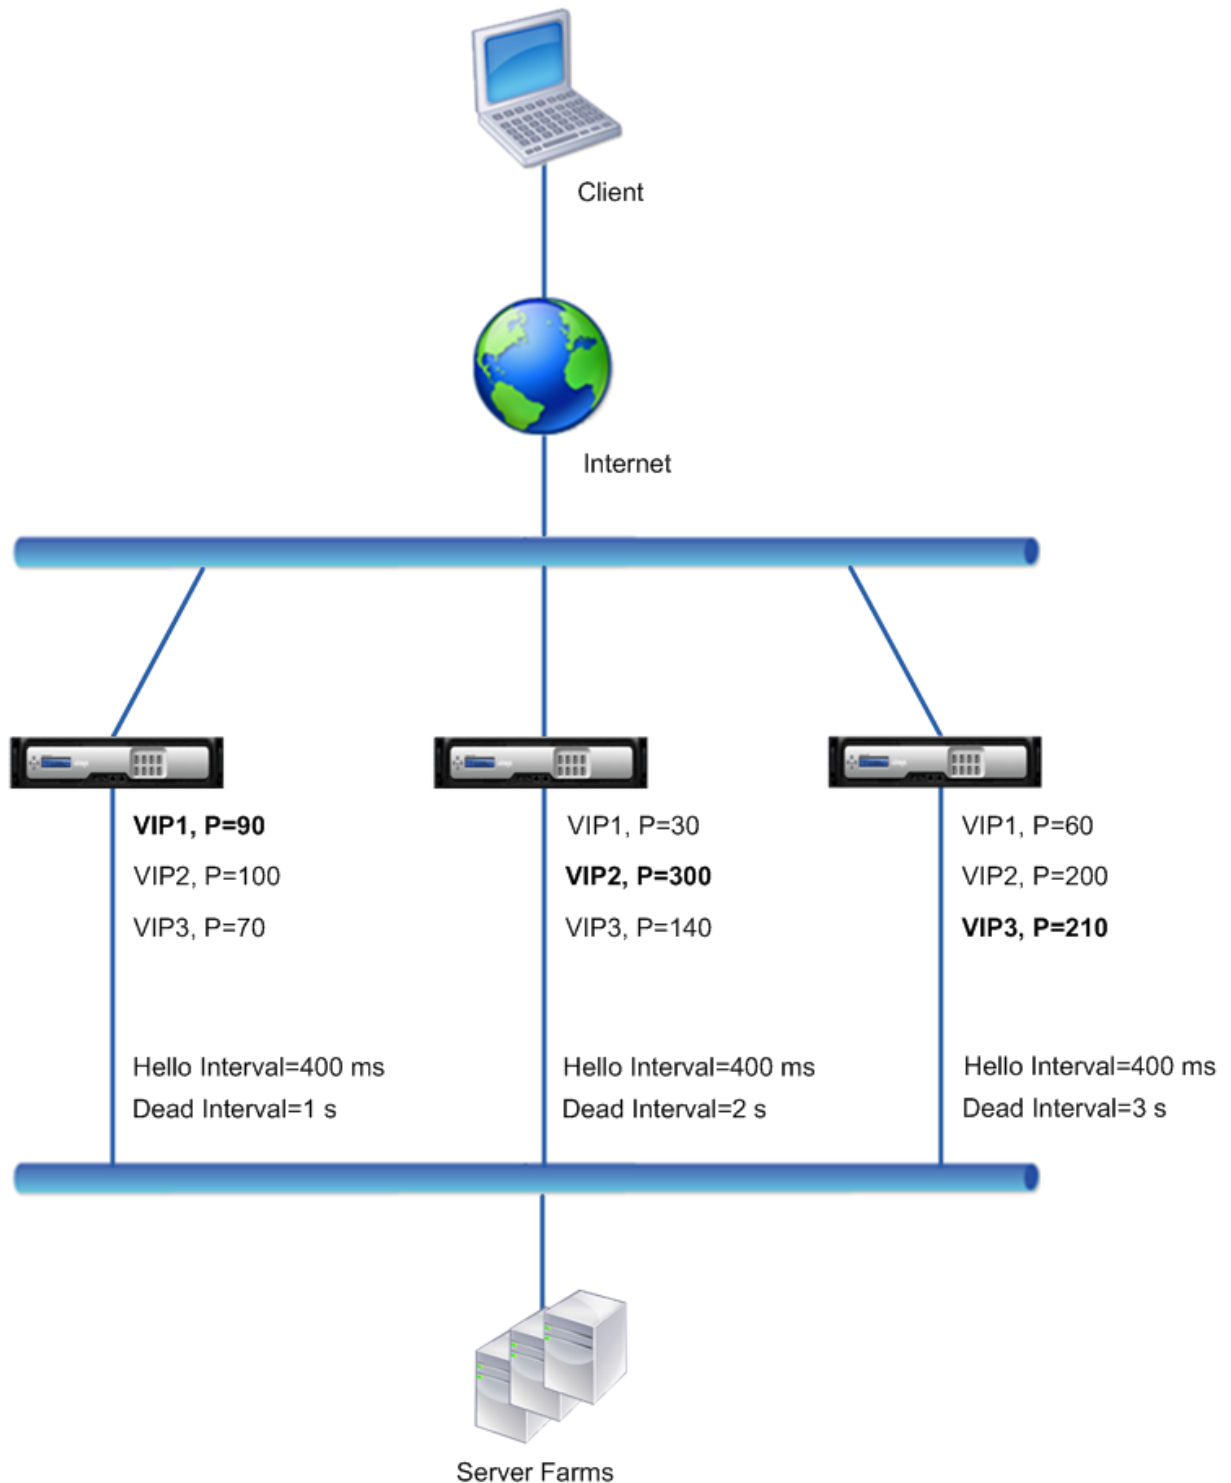 Client
Internet
VIP1, P=90
VIP2, P=100
VIP3, P=70
Hello Interval=400 ms
Dead Interval=1 s
VIP1, P=30
VIP2, P=300
VIP3, P=140
Hello Interval=400 ms
Dead Interval=2 s
VIP1, P=60
VIP2, P=200
VIP3, P=210
Hello Interval=400 ms
Dead Interval=3 s
Server Farms